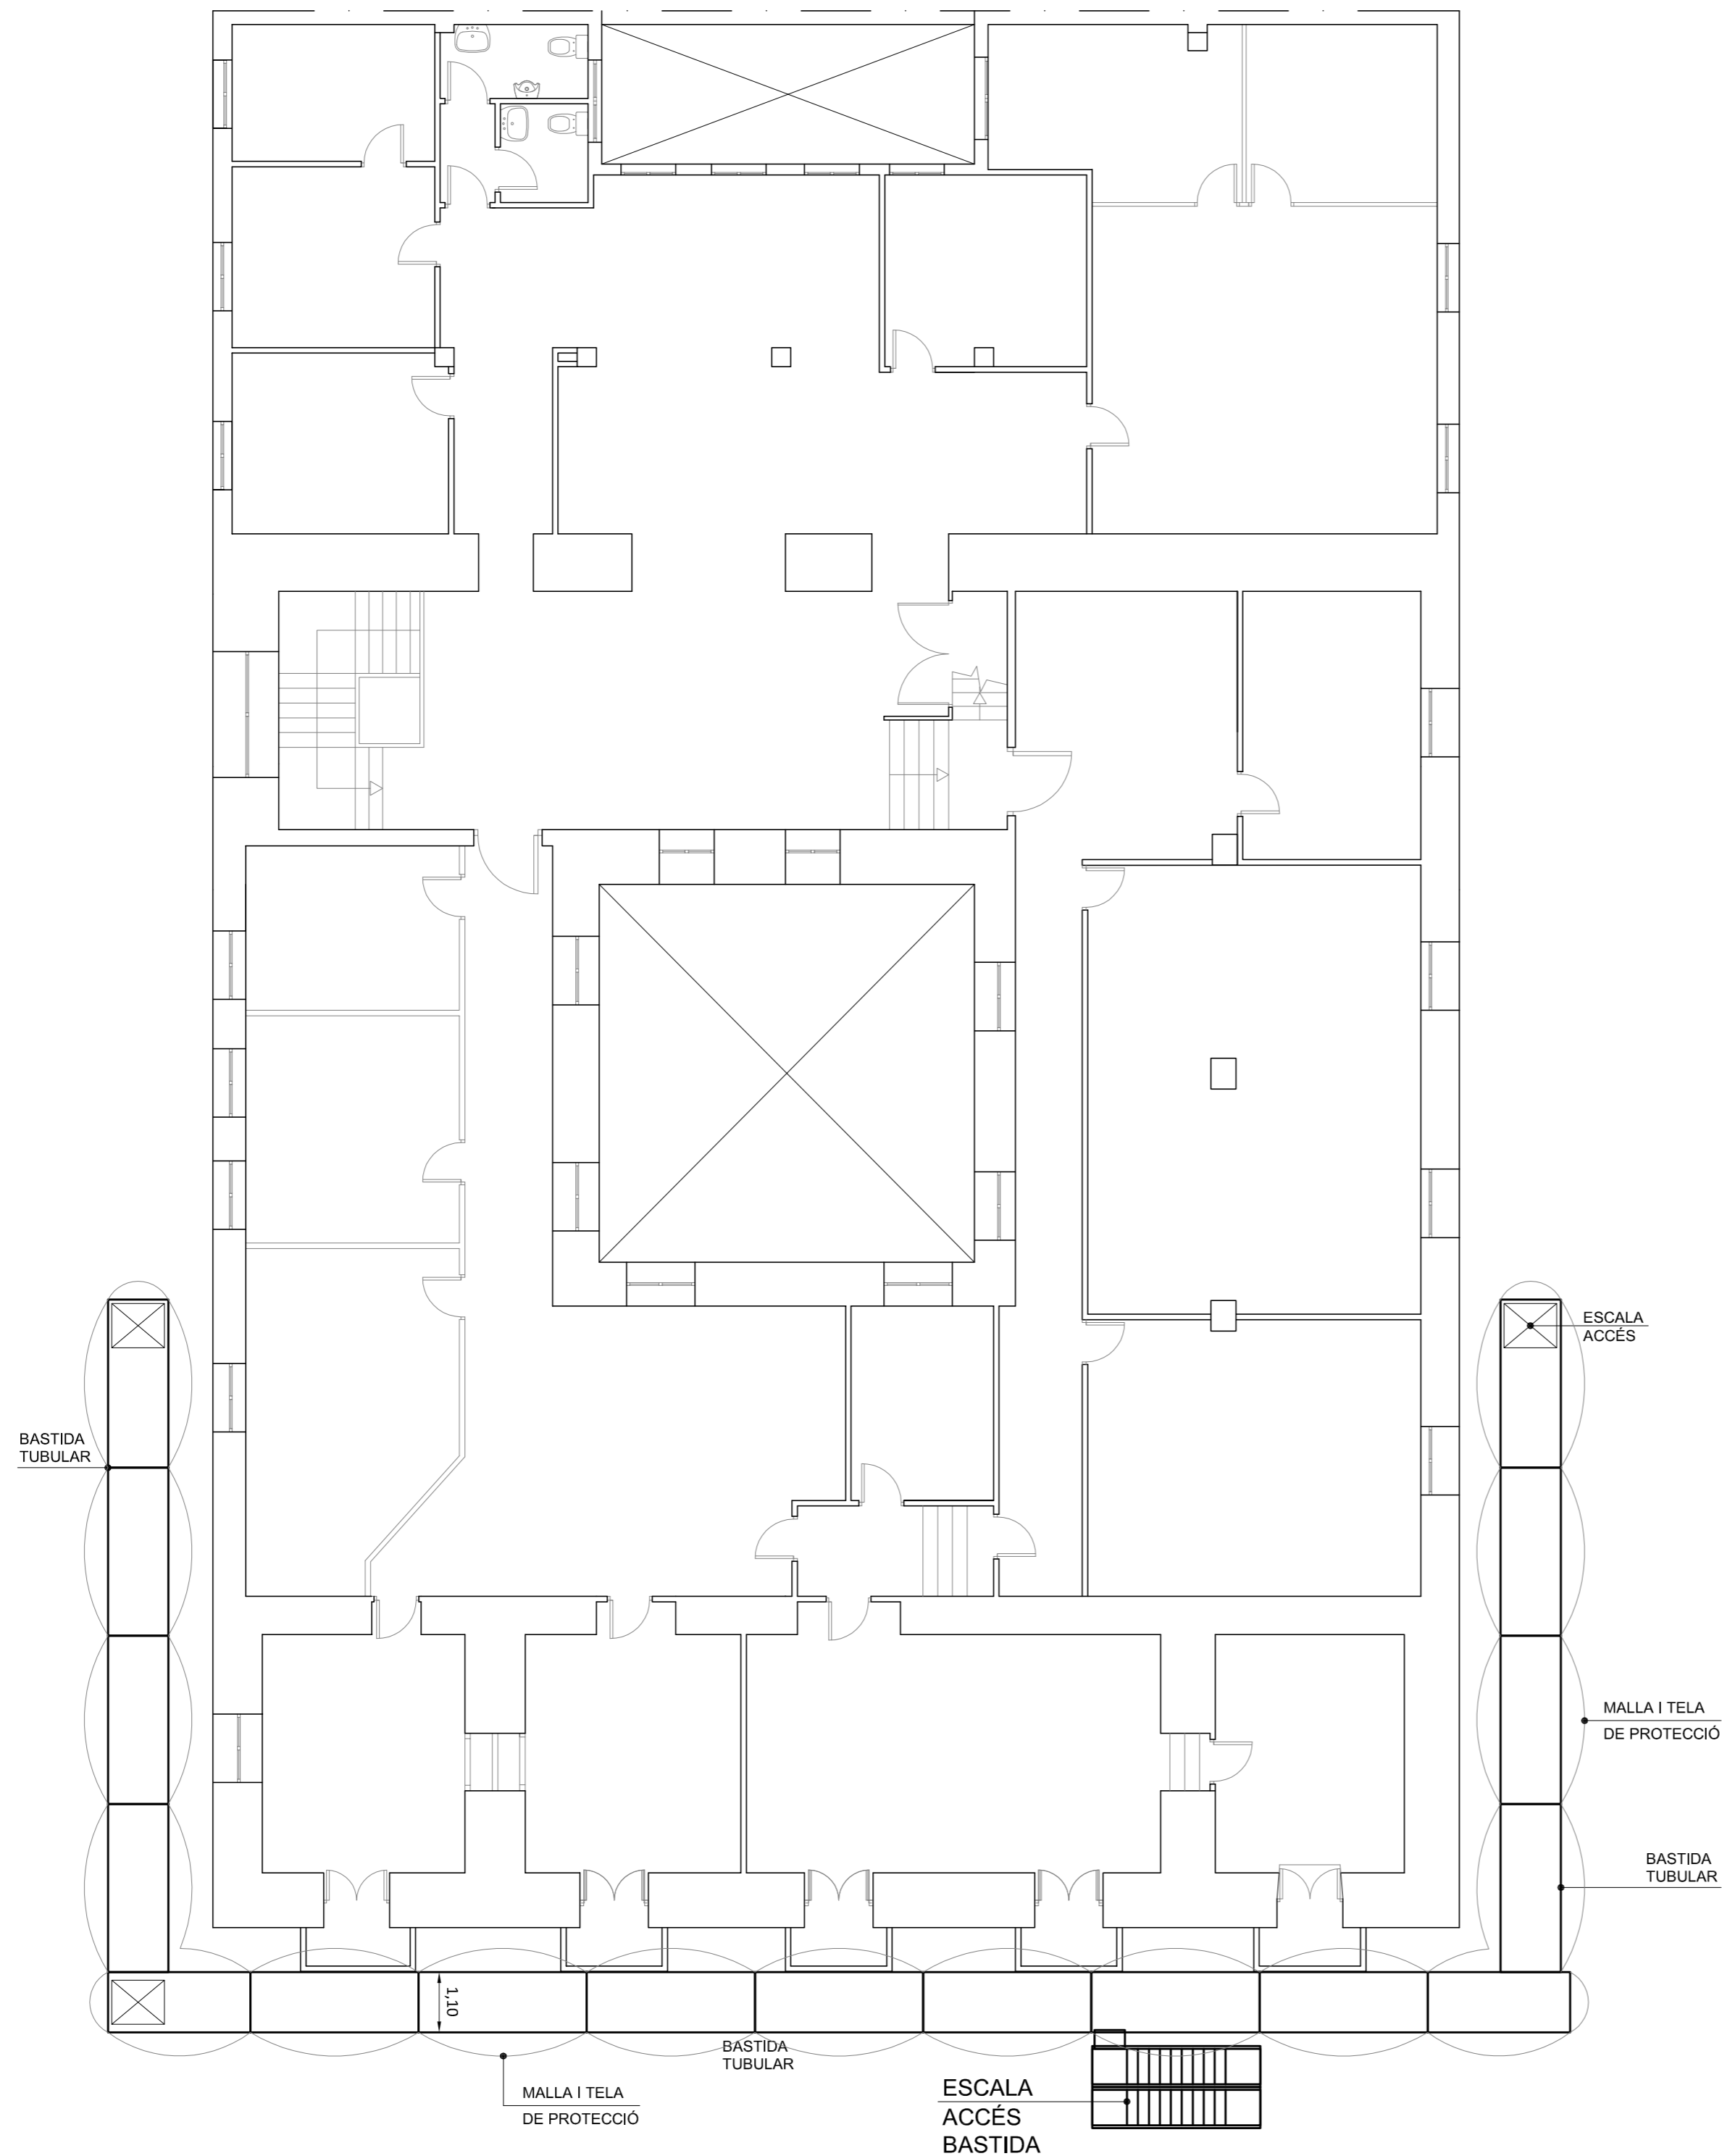 ESCALA
ACCÉS
BASTIDA
TUBULAR
MALLA I TELA
DE PROTECCIÓ
BASTIDA
TUBULAR
1,10
BASTIDA
TUBULAR
MALLA I TELA
DE PROTECCIÓ
ESCALA
ACCÉS
BASTIDA